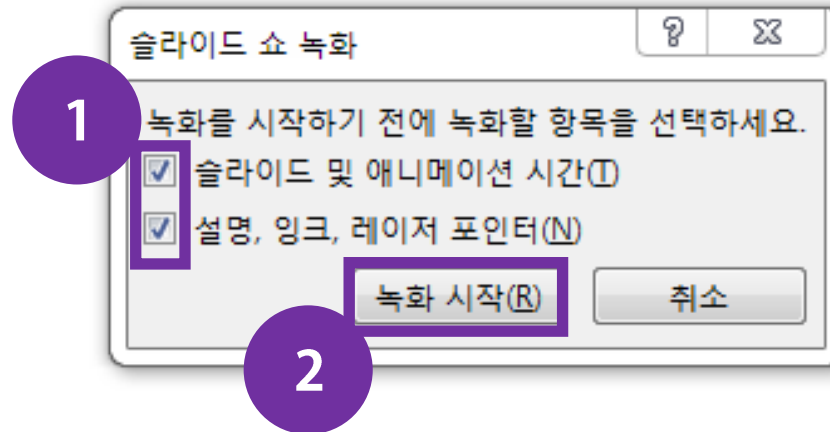 슬라이드 쇼 녹화
1
녹화를 시작하기 전에 녹화할 항목을 선택하세요.
슬라이드 및 애니메이션 시간(T)
설명, 잉크, 레이저 포인터(N)
녹화 시작(R) 취소
2